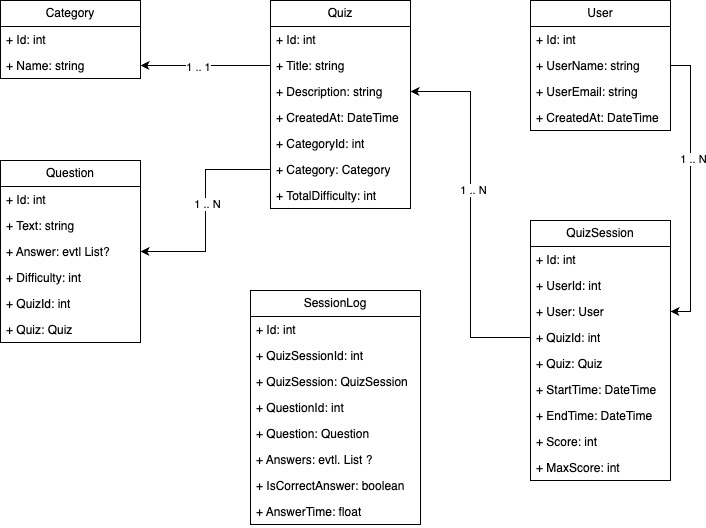 Category
+ Id: int
+ Name: string
1 .. 1
Quiz
+ Id: int
+ Title: string
+ Description: string
+ CreatedAt: DateTime
+ CategoryId: int
+ Category: Category
+ TotalDifficulty: int
User
+ Id: int
+ UserName: string
+ UserEmail: string
+ CreatedAt: DateTime
1 .. N
1 .. N
1 .. N
Question
+ Id: int
+ Text: string
+ Answer: evtl List?
+ Difficulty: int
+ QuizId: int
+ Quiz: Quiz
SessionLog
+ Id: int
+ QuizSessionId: int
+ QuizSession: QuizSession
+ QuestionId: int
+ Question: Question
+ Answers: evtl. List ?
+ IsCorrectAnswer: boolean
+ AnswerTime: float
QuizSession
+ Id: int
+ UserId: int
+ User: User
+ QuizId: int
+ Quiz: Quiz
+ StartTime: DateTime
+ EndTime: DateTime
+ Score: int
+ MaxScore: int